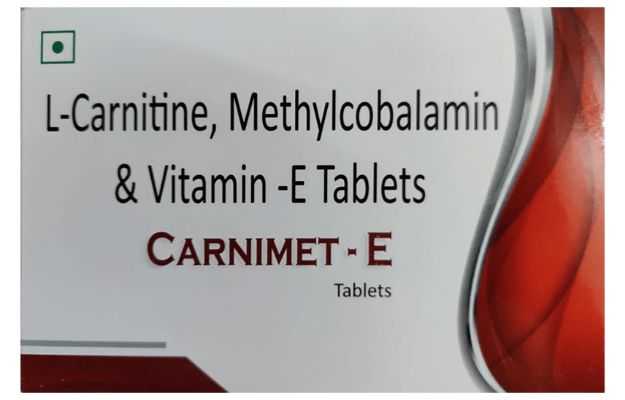 L-Carnitine, Methylcobalamin
& Vitamin -E Tablets
CARNIMET - E
Tablets